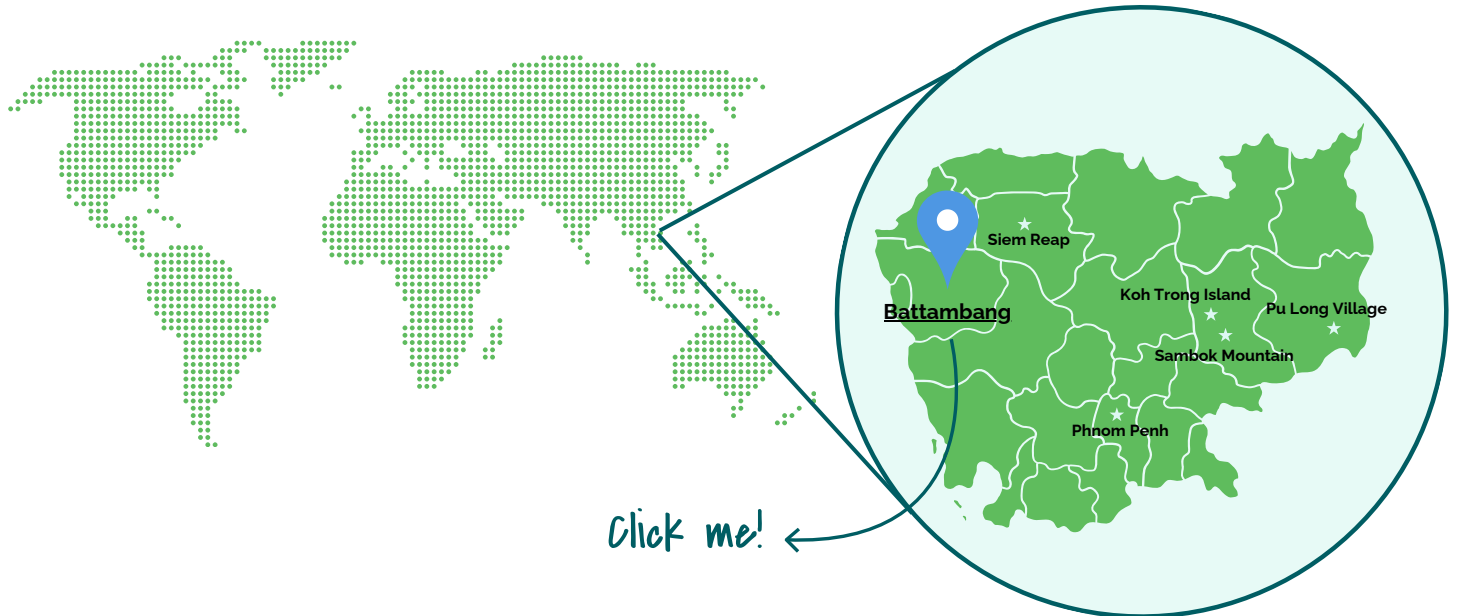 Siem Reap
Koh Trong Island
Pu Long Village
Battambang
Sambok Mountain
Phnom Penh
Click me!